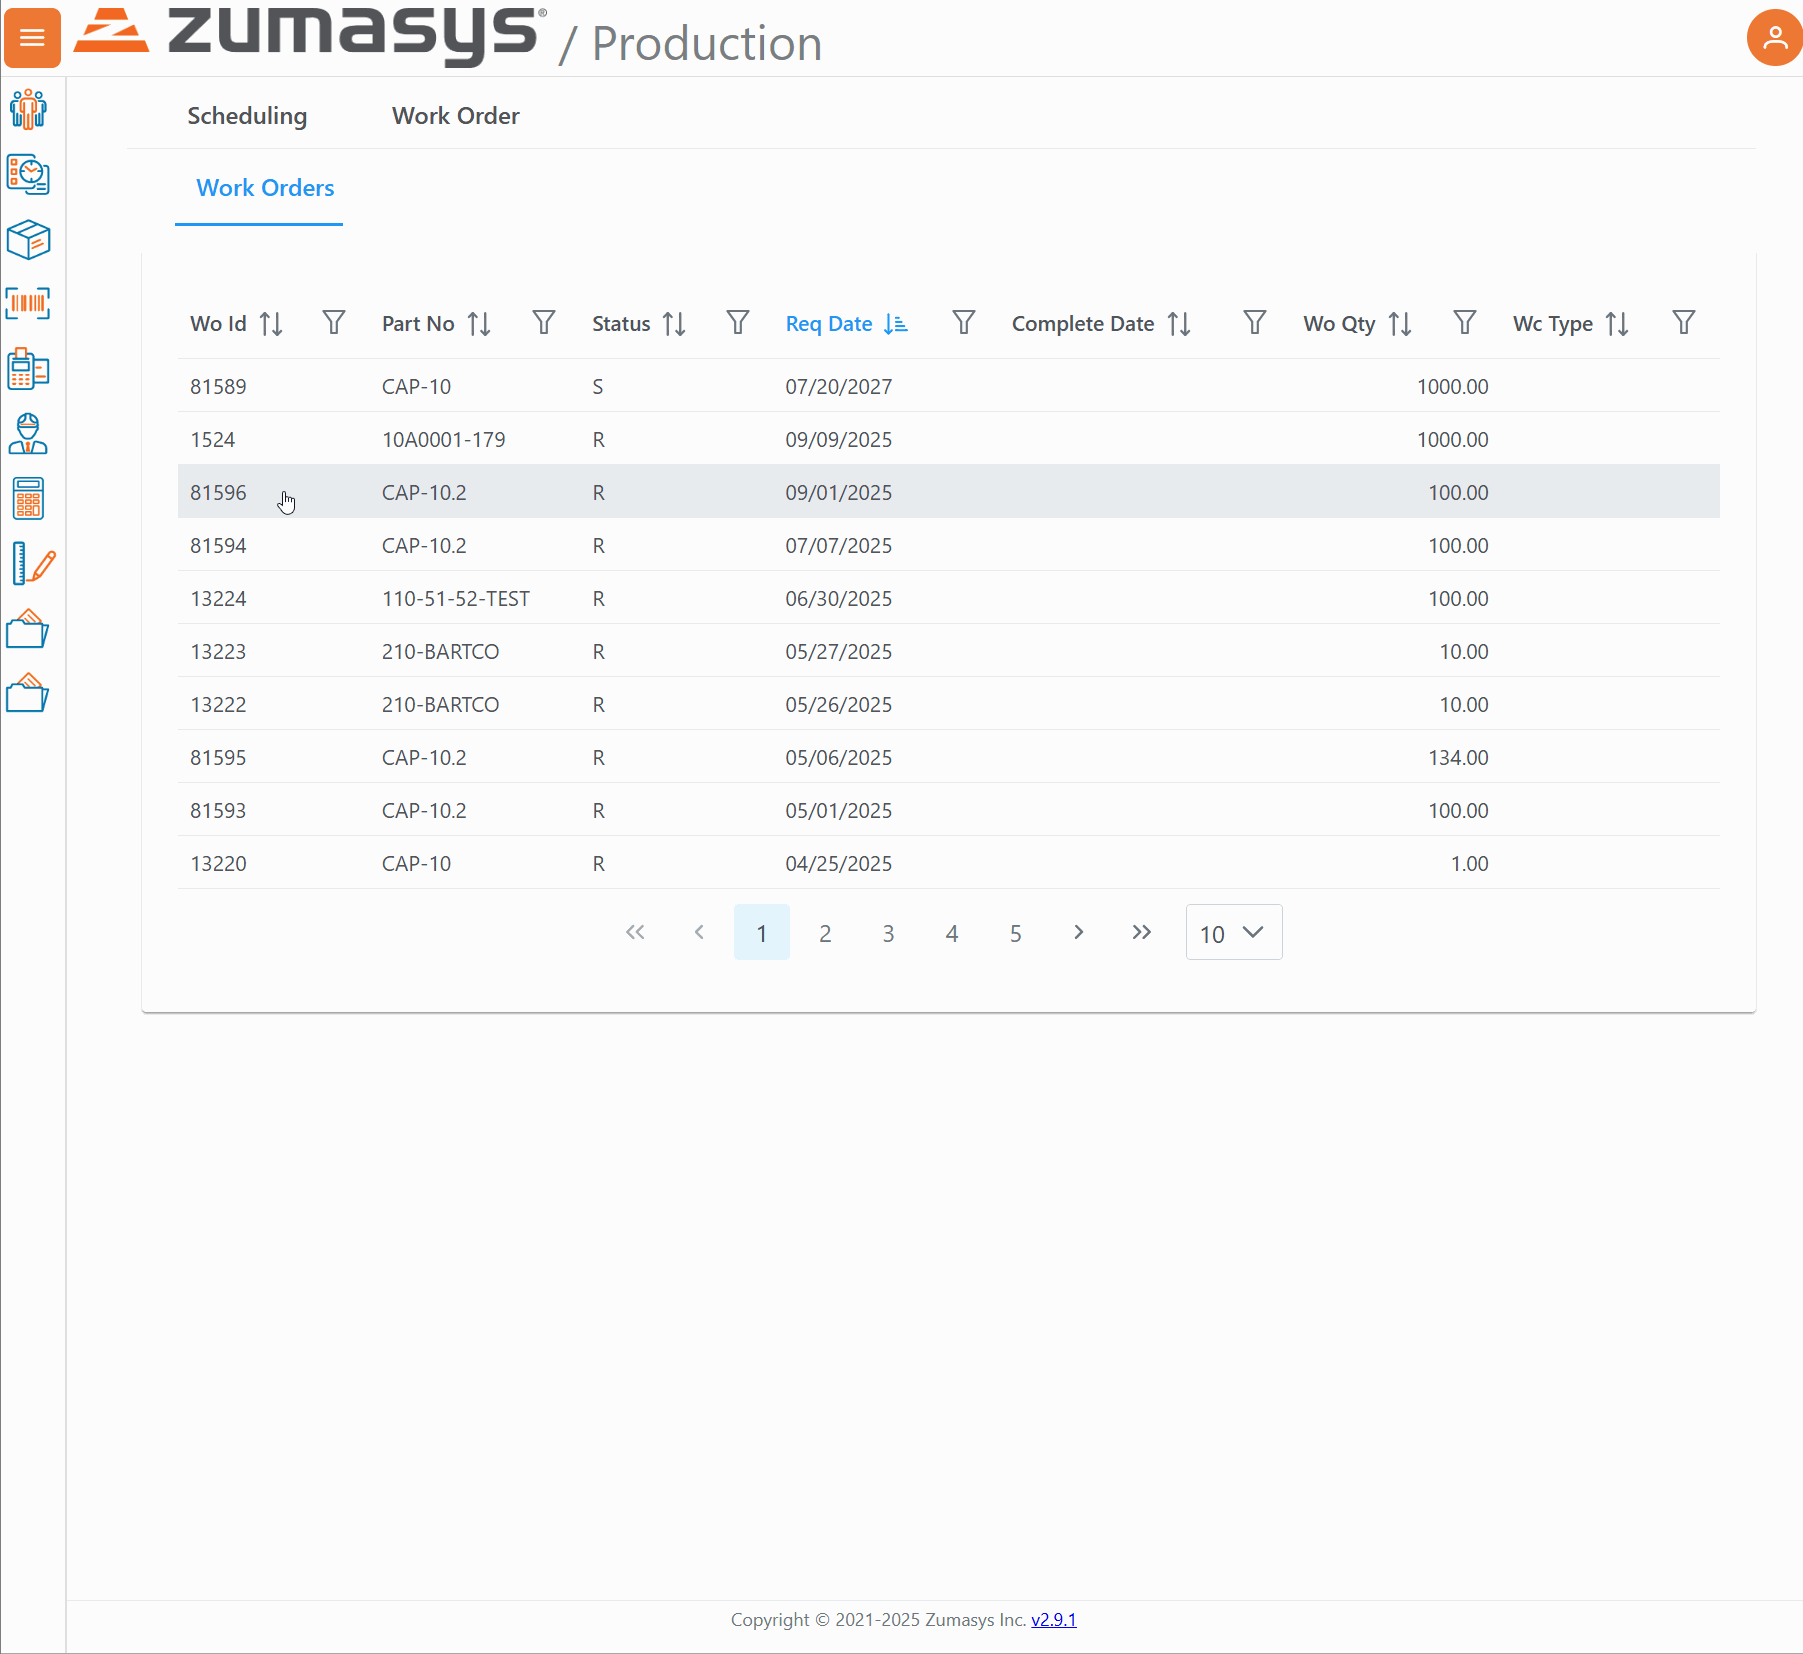 zumasys® / Production
Scheduling Work Order
Work Orders
Wo Id Part No Status Req Date Complete Date Wo Qty Wc Type
81589 CAP-10 S 07/20/2027 1000.00
1524 10A0001-179 R 09/09/2025 1000.00
81596 CAP-10.2 R 09/01/2025 100.00
81594 CAP-10.2 R 07/07/2025 100.00
13224 110-51-52-TEST R 06/30/2025 100.00
13223 210-BARTCO R 05/27/2025 10.00
13222 210-BARTCO R 05/26/2025 10.00
81595 CAP-10.2 R 05/06/2025 134.00
81593 CAP-10.2 R 05/01/2025 100.00
13220 CAP-10 R 04/25/2025 1.00
1 2 3 4 5 10
Copyright © 2021-2025 Zumasys Inc. v2.9.1